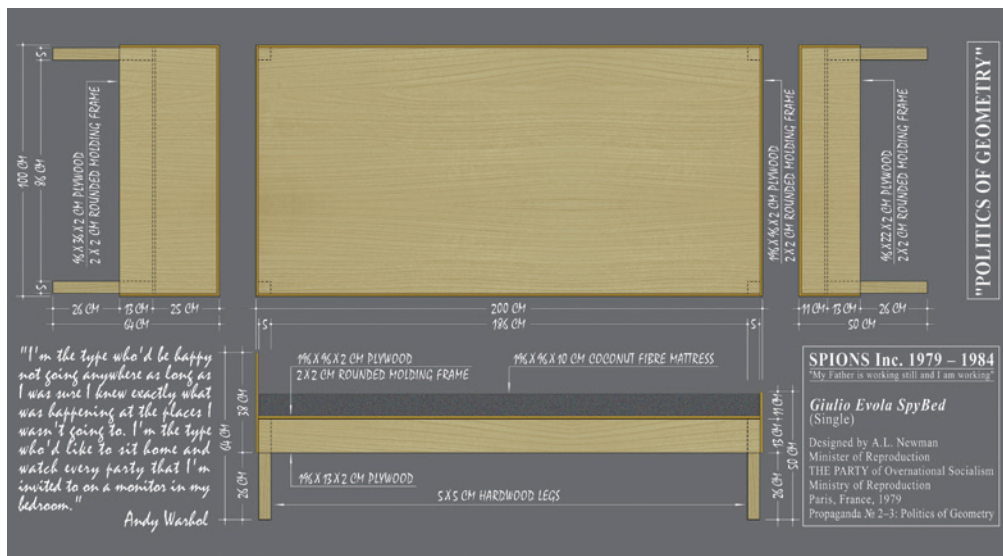 5
100 CM
86 CM
5
96 X 36 X 2 CM PLYWOOD
2 X 2 CM ROUNDED MOLDING FRAME
26 CM
13 CM
25 CM
64 CM
196 X 96 X 2 CM PLYWOOD
2 X 2 CM ROUNDED MOLDING FRAME
200 CM
5
186 CM
5
96 X 22 X 2 CM PLYWOOD
2 X 2 CM ROUNDED MOLDING FRAME
11 CM
13 CM
26 CM
50 CM
"POLITICS OF GEOMETRY"
"I'm the type who'd be happy
not going anywhere as long as
I was sure I knew exactly what
was happening at the places I
wasn't going to. I'm the type
who'd like to sit home and
watch every party that I'm
invited to on a monitor in my
bedroom."
Andy Warhol
196 X 96 X 2 CM PLYWOOD
2 X 2 CM ROUNDED MOLDING FRAME
196 X 96 X 10 CM COCONUT FIBRE MATTRESS
38 CM
64 CM
26 CM
196 X 13 X 2 CM PLYWOOD
5 X 5 CM HARDWOOD LEGS
11 CM
13 CM
50 CM
26 CM
SPIONS Inc. 1979 – 1984
"My Father is working still and I am working"
Giulio Evola SpyBed
(Single)
Designed by A.L. Newman
Minister of Reproduction
THE PARTY of Overnational Socialism
Ministry of Reproduction
Paris, France, 1979
Propaganda № 2–3: Politics of Geometry